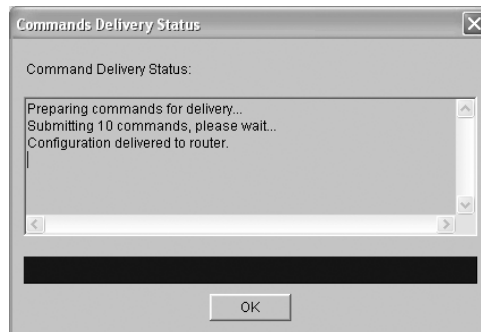 Commands Delivery Status
Command Delivery Status:
Preparing commands for delivery...
Submitting 10 commands, please wait...
Configuration delivered to router.
OK